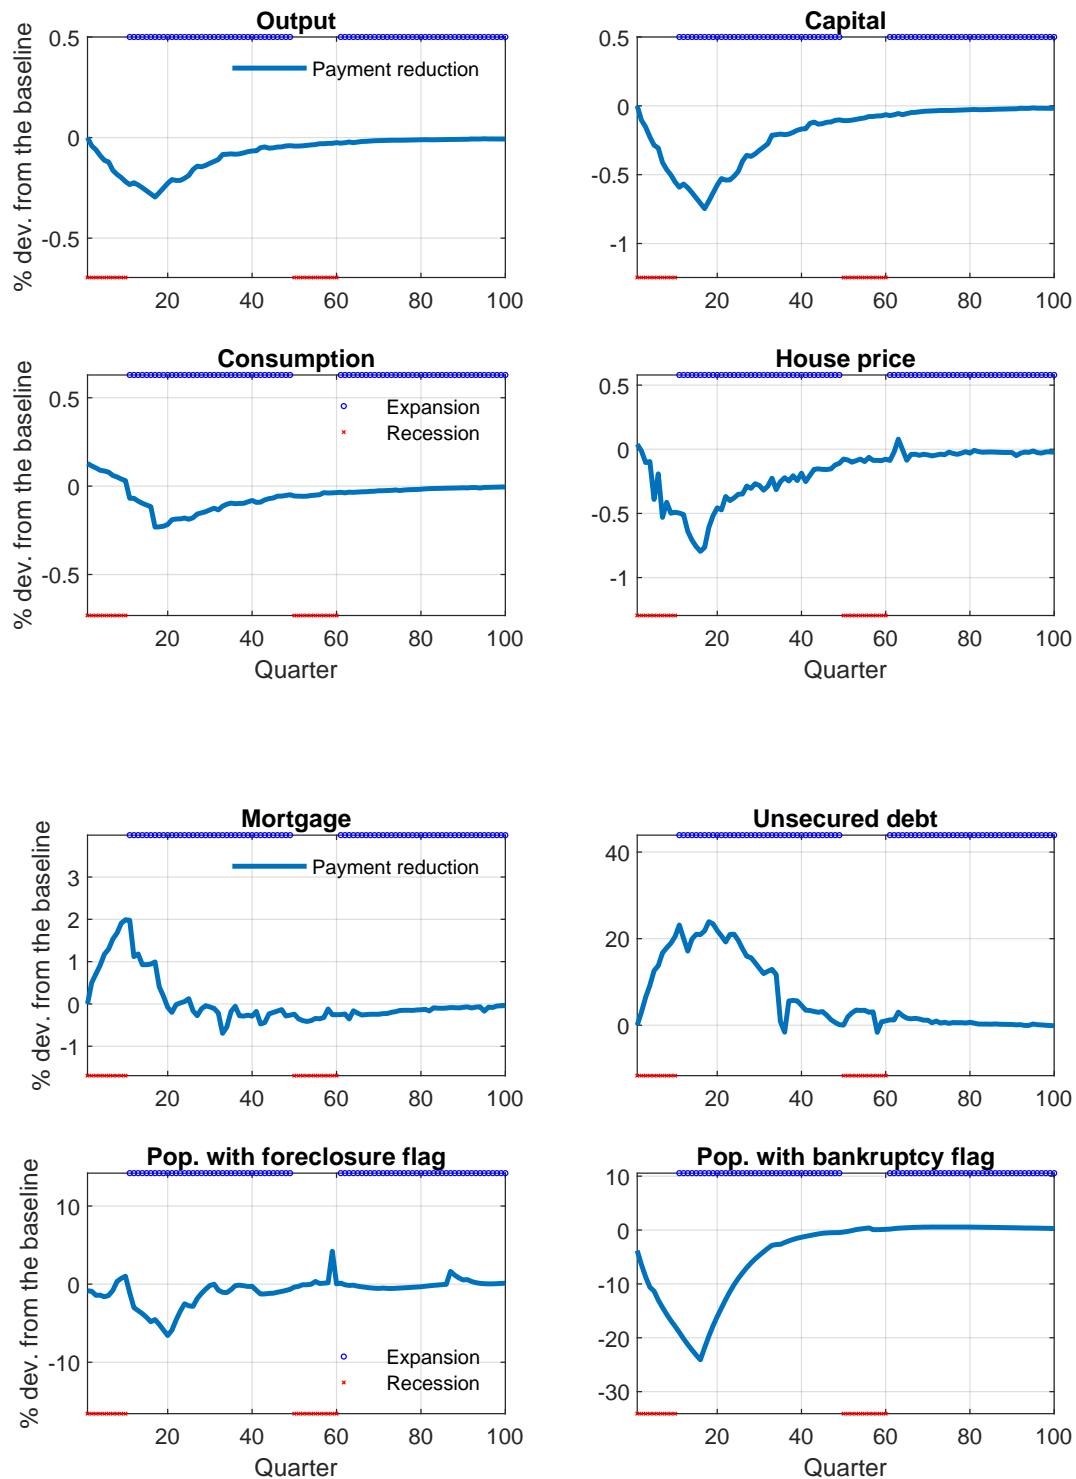 Output
% dev. from the baseline
0.5
0
-0.5
Payment reduction
20 40 60 80 100
Capital
0.5
0
-0.5
-1
20 40 60 80 100
Consumption
% dev. from the baseline
0.5
0
-0.5
Expansion
Recession
20 40 60 80 100
Quarter
House price
0.5
0
-0.5
-1
20 40 60 80 100
Quarter
Mortgage
% dev. from the baseline
3
2
1
0
-1
Payment reduction
20 40 60 80 100
Unsecured debt
40
20
0
20 40 60 80 100
Pop. with foreclosure flag
% dev. from the baseline
10
0
-10
Expansion
Recession
20 40 60 80 100
Quarter
Pop. with bankruptcy flag
10
0
-10
-20
-30
20 40 60 80 100
Quarter